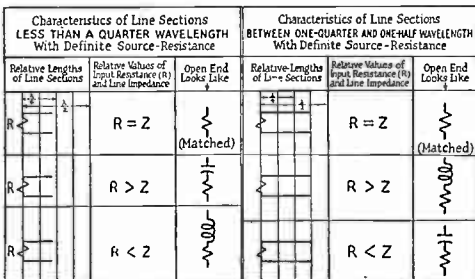 Characteristics of Line Sections
LESS THAN A QUARTER WAVELENGTH
With Definite Source-Resistance
Relative Lengths
of Sections
Relative Values of
Input Resistance (R)
and Line Impedance
Open End
Looks Like
R
R = Z
(Matched)
R
R > Z
R
R < Z
Characteristics of Line Sections
BETWEEN ONE-QUARTER AND ONE-HALF WAVELENGTH
With Definite Source-Resistance
Relative-Lengths
of Line Sections
Relative Values of
Input Resistance (R)
and Line Impedance
Open End
Looks Like
R = Z
(Matched)
R > Z
R < Z